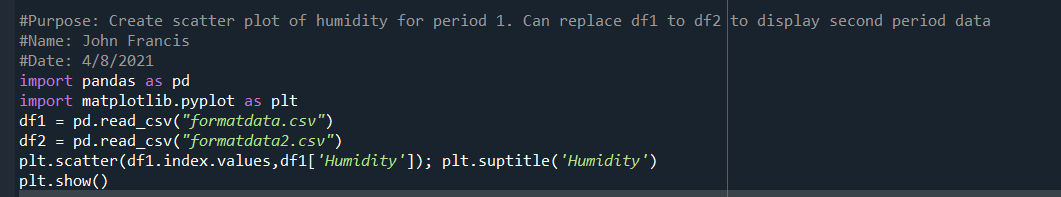 #Purpose: Create scatter plot of humidity for period 1. Can replace df1 to df2 to display second period data
#Name: John Francis
#Date: 4/8/2021
import pandas as pd
import matplotlib.pyplot as plt
df1 = pd.read_csv("formatdata.csv")
df2 = pd.read_csv("formatdata2.csv")
plt.scatter(df1.index.values,df1['Humidity']); plt.suptitle('Humidity')
plt.show()